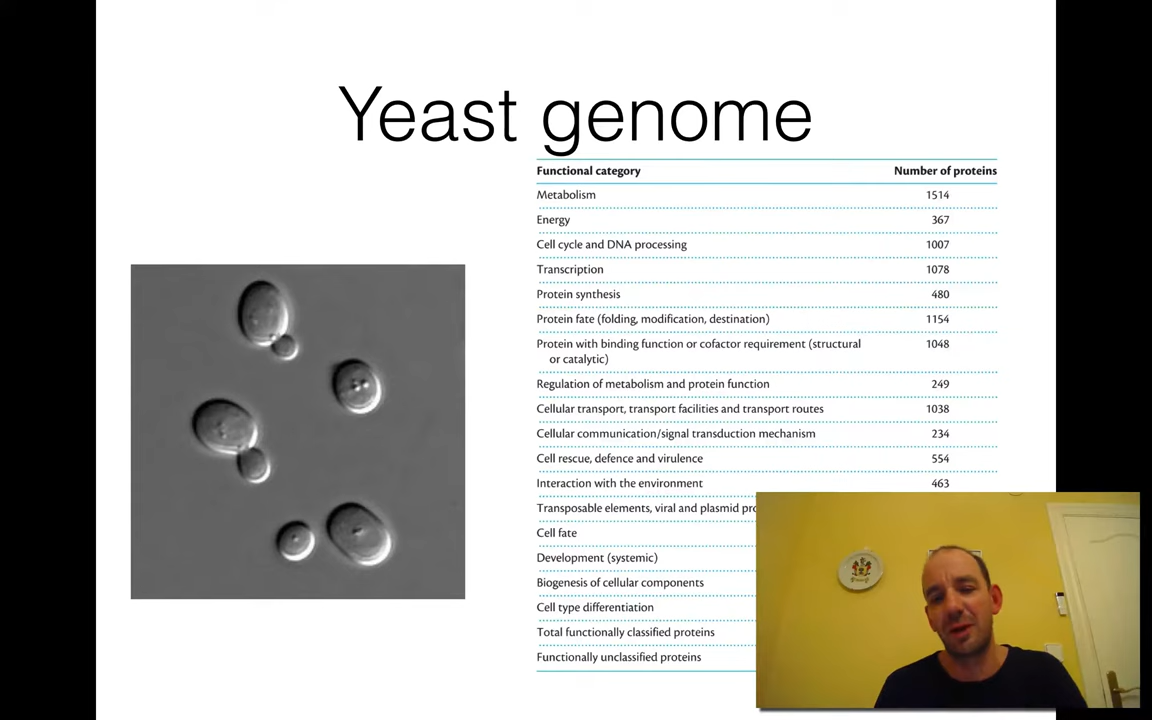 Yeast genome
Functional category Number of proteins
Metabolism 1514
Energy 367
Cell cycle and DNA processing 1007
Transcription 1078
Protein synthesis 480
Protein fate (folding, modification, destination) 1154
Protein with binding function or cofactor requirement (structural 1048
or catalytic)
Regulation of metabolism and protein function 249
Cellular transport, transport facilities and transport routes 1038
Cellular communication/signal transduction mechanism 234
Cell rescue, defence and virulence 554
Interaction with the environment 463
Transposable elements, viral and plasmid
Cell fate
Development (systemic)
Biogenesis of cellular components
Cell type differentiation
Total functionally classified proteins
Functionally unclassified proteins